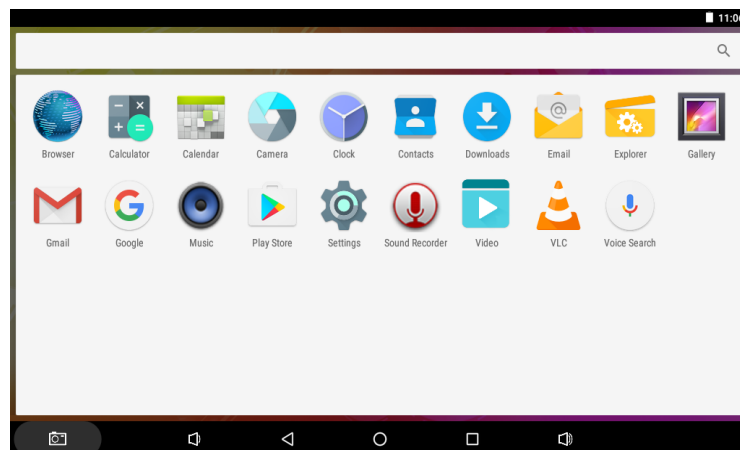 11:06
Browser Calculator Calendar Camera Clock Contacts Downloads Email Explorer Gallery
Gmail Google Music Play Store Settings Sound Recorder Video VLC Voice Search